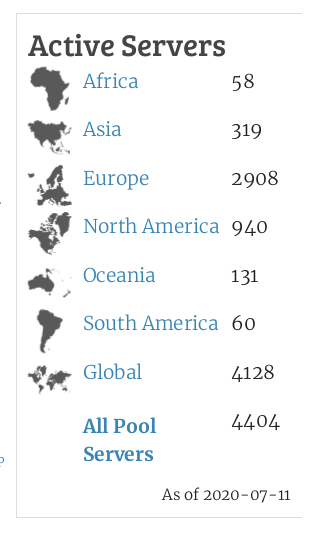 Active Servers
Africa 58
Asia 319
Europe 2908
North America 940
Oceania 131
South America 60
Global 4128
All Pool 4404
Servers
As of 2020-07-11